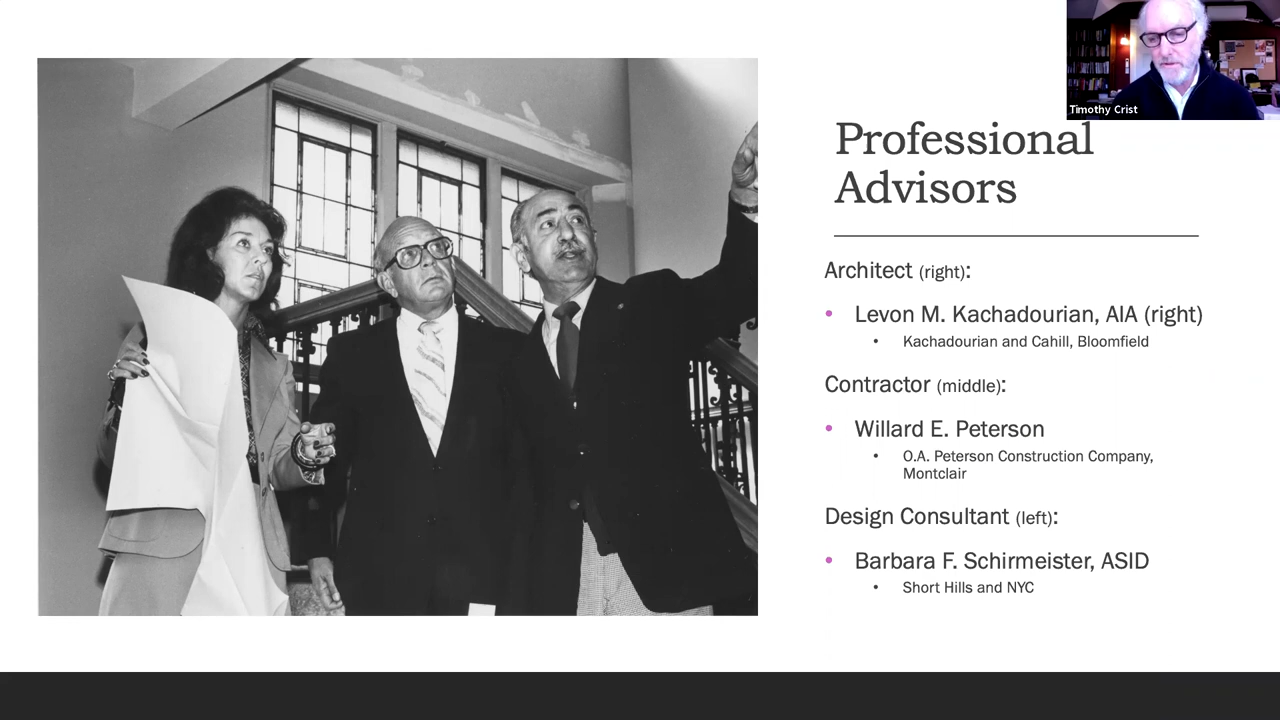 Timothy Crist
Professional
Advisors
Architect (right):
• Levon M. Kachadourian, AIA (right)
• Kachadourian and Cahill, Bloomfield
Contractor (middle):
• Willard E. Peterson
• O.A. Peterson Construction Company,
Montclair
Design Consultant (left):
• Barbara F. Schirmeister, ASID
• Short Hills and NYC